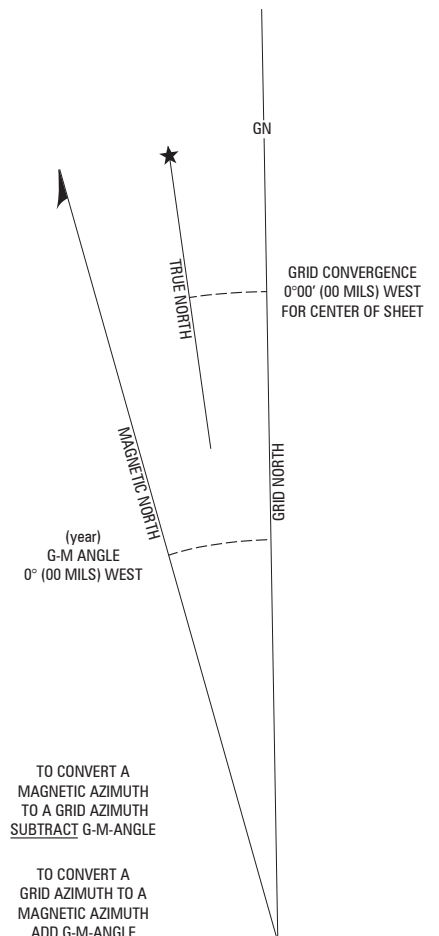 GN
TRUE NORTH
GRID CONVERGENCE
0°00' (00 MILS) WEST
FOR CENTER OF SHEET
MAGNETIC NORTH
GRID NORTH
(year)
G-M ANGLE
0° (00 MILS) WEST
TO CONVERT A
MAGNETIC AZIMUTH
TO A GRID AZIMUTH
SUBTRACT G-M-ANGLE
TO CONVERT A
GRID AZIMUTH TO A
MAGNETIC AZIMUTH
ADD G-M-ANGLE